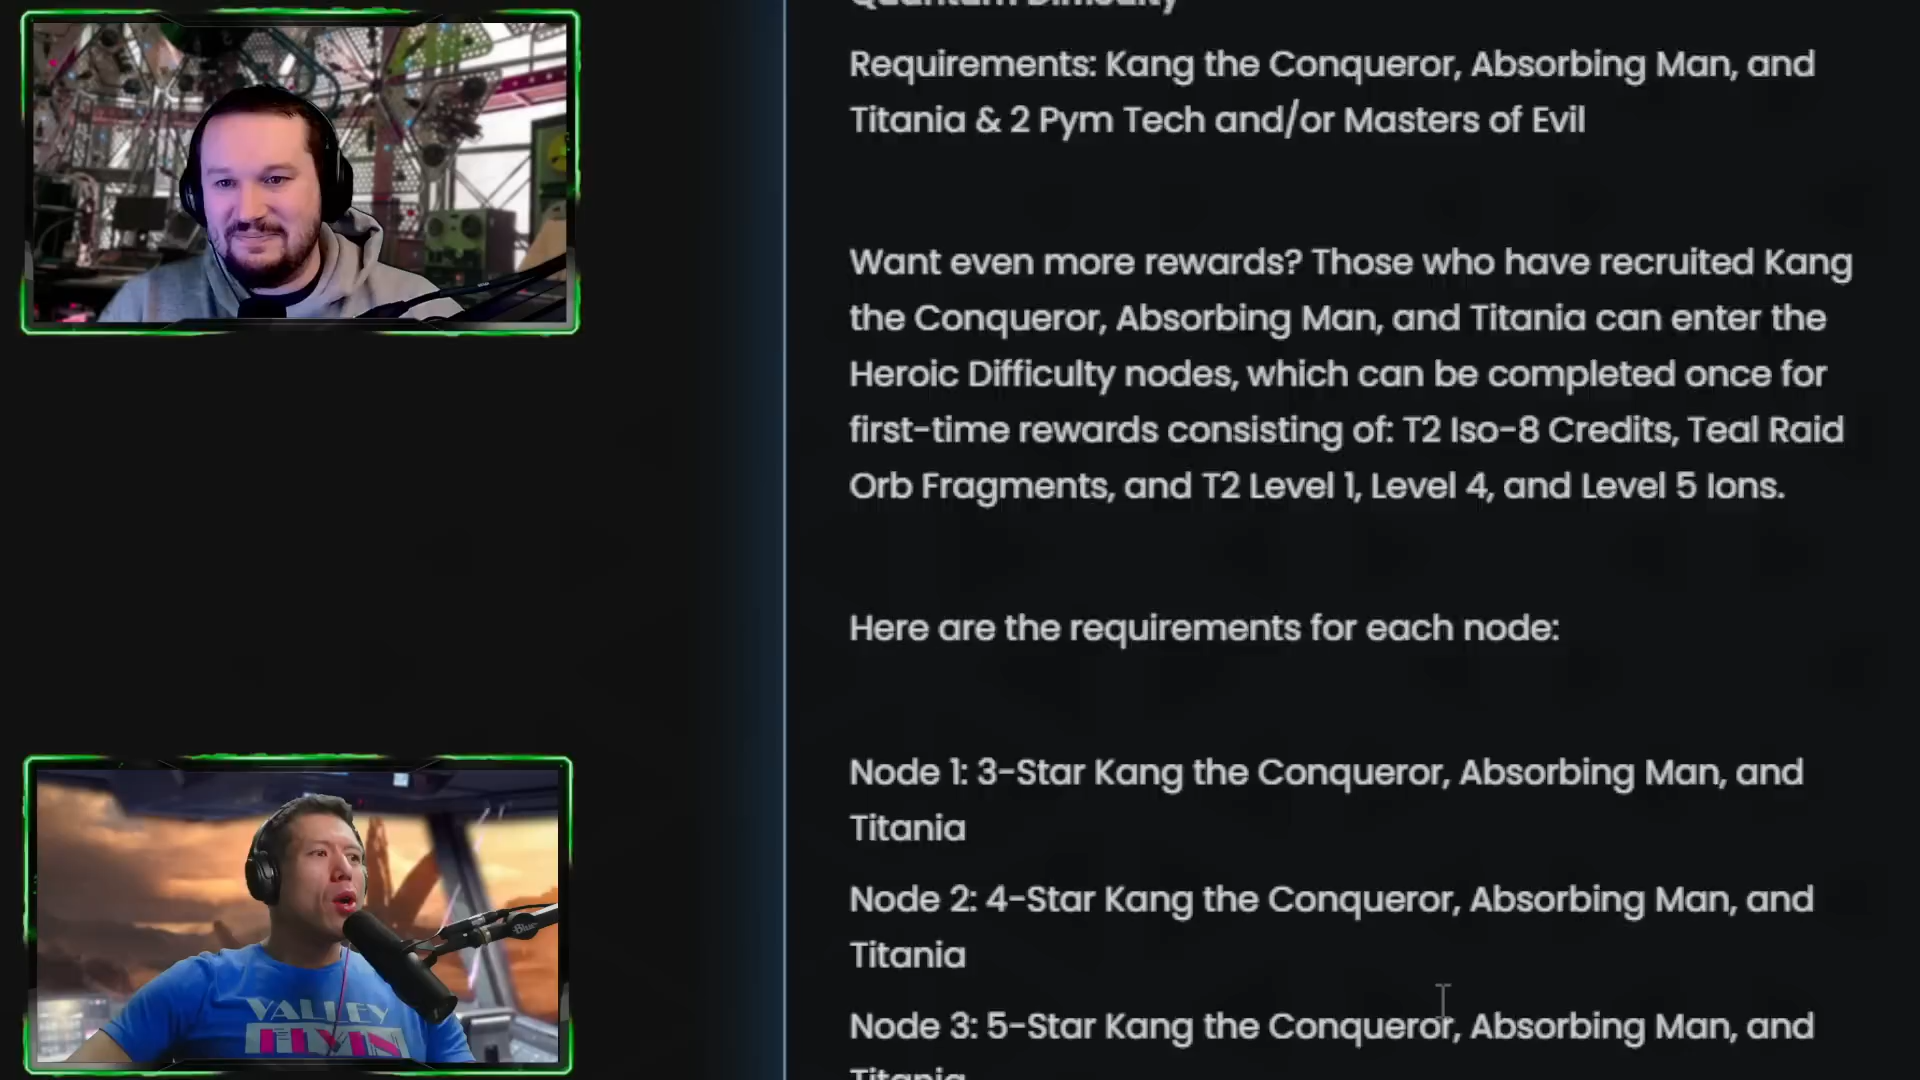 Quantum Difficulty
Requirements: Kang the Conqueror, Absorbing Man, and
Titania & 2 Pym Tech and/or Masters of Evil
Want even more rewards? Those who have recruited Kang
the Conqueror, Absorbing Man, and Titania can enter the
Heroic Difficulty nodes, which can be completed once for
first-time rewards consisting of: T2 Iso-8 Credits, Teal Raid
Orb Fragments, and T2 Level 1, Level 4, and Level 5 Ions.
Here are the requirements for each node:
Node 1: 3-Star Kang the Conqueror, Absorbing Man, and
Titania
Node 2: 4-Star Kang the Conqueror, Absorbing Man, and
Titania
Node 3: 5-Star Kang the Conqueror, Absorbing Man, and
Titania
VALLEY
Blue